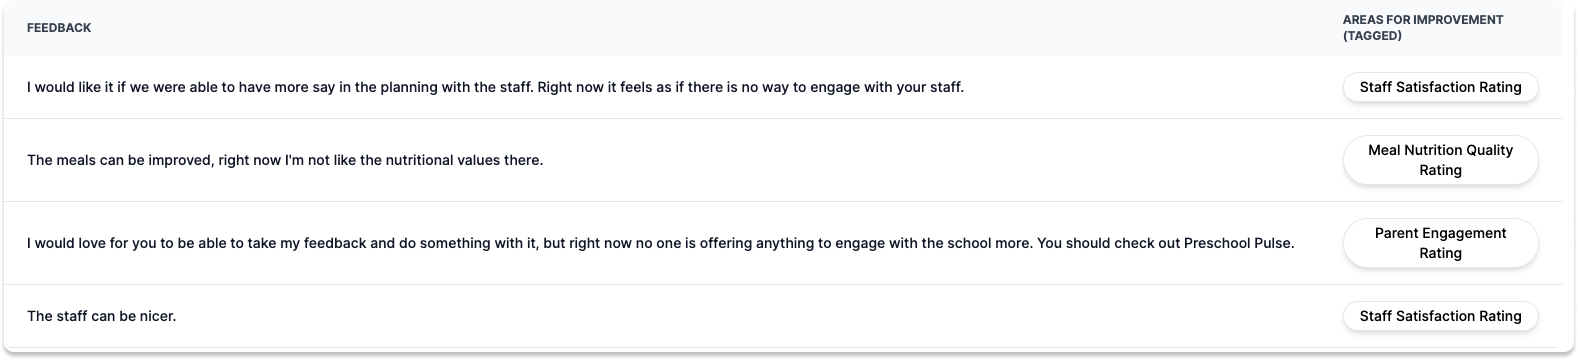 FEEDBACK
AREAS FOR IMPROVEMENT
(TAGGED)
I would like it if we were able to have more say in the planning with the staff. Right now it feels as if there is no way to engage with your staff.
Staff Satisfaction Rating
The meals can be improved, right now I'm not like the nutritional values there.
Meal Nutrition Quality
Rating
I would love for you to be able to take my feedback and do something with it, but right now no one is offering anything to engage with the school more. You should check out Preschool Pulse.
Parent Engagement
Rating
The staff can be nicer.
Staff Satisfaction Rating